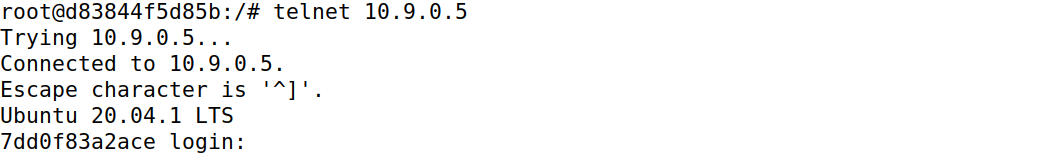 root@d83844f5d85b:/# telnet 10.9.0.5
Trying 10.9.0.5...
Connected to 10.9.0.5.
Escape character is '^]'.
Ubuntu 20.04.1 LTS
7dd0f83a2ace login: